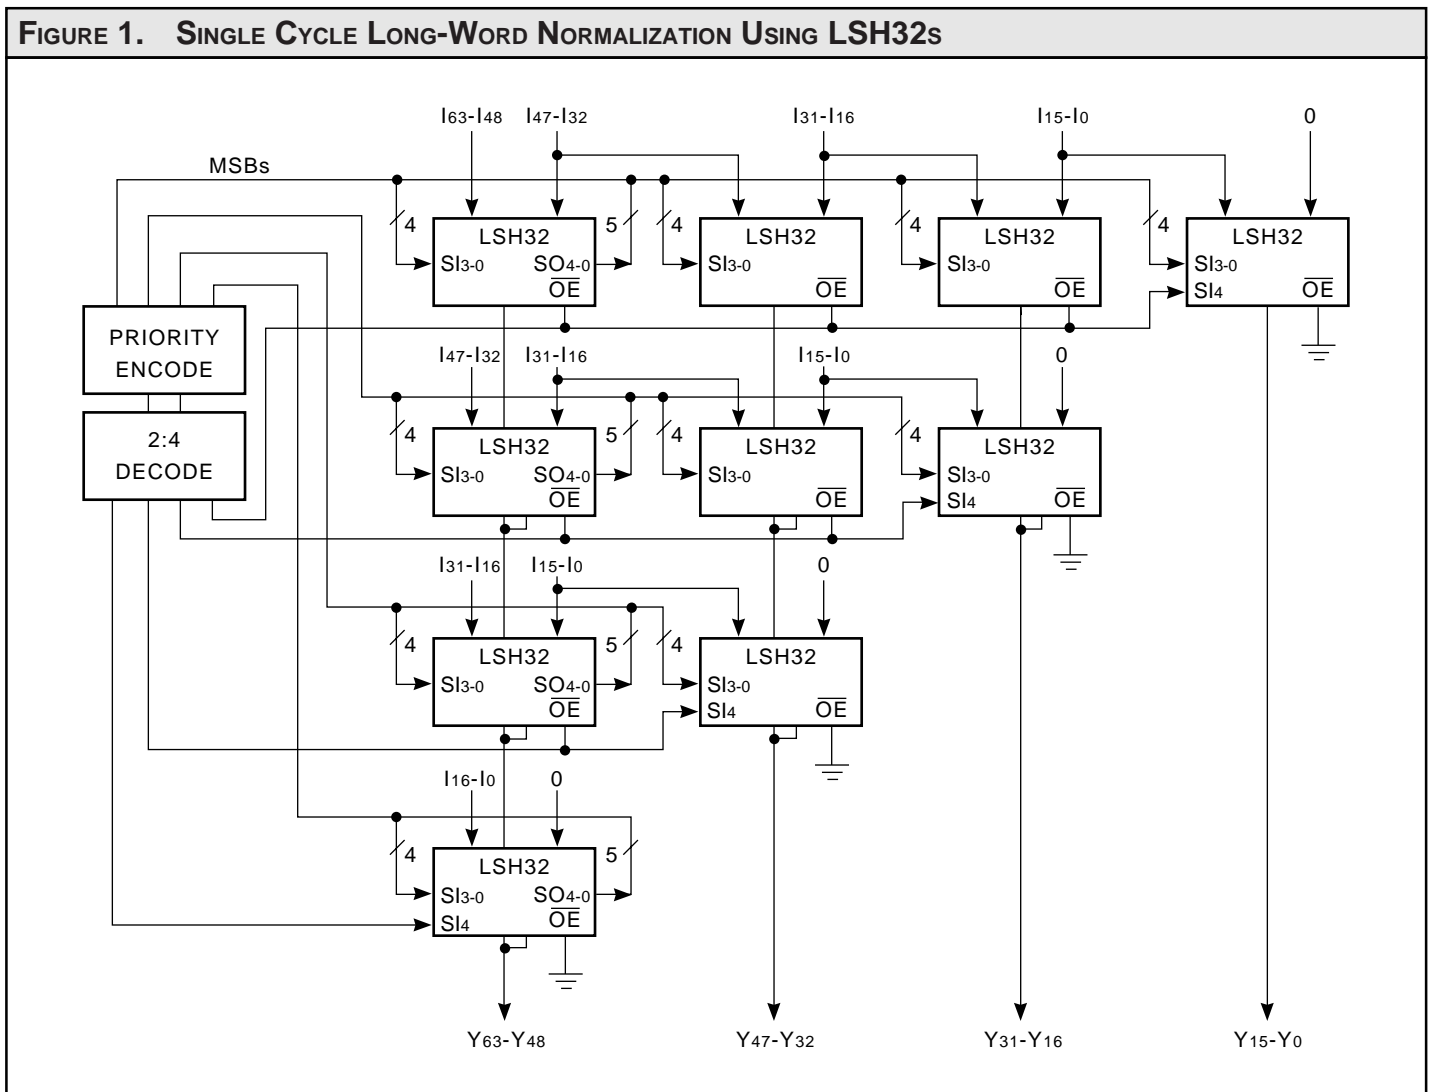 FIGURE 1. SINGLE CYCLE LONG-WORD NORMALIZATION USING LSH32S
I63-I48 I47-I32 I31-I16 I15-I0 0
MSBs
4 5 4 4 4
LSH32 LSH32 LSH32 LSH32
SI3-0 SO4-0 SI3-0 SI3-0 SI3-0
OE OE OE SI4 OE
PRIORITY
ENCODE
I47-I32 I31-I16 I15-I0 0
4 5 4 4
2:4
DECODE
LSH32 LSH32 LSH32
SI3-0 SO4-0 SI3-0 SI3-0
OE OE SI4 OE
I31-I16 I15-I0 0
4 5 4
LSH32 LSH32
SI3-0 SO4-0 SI3-0
OE SI4 OE
I16-I0 0
4 5
LSH32
SI3-0 SO4-0
SI4 OE
Y63-Y48 Y47-Y32 Y31-Y16 Y15-Y0